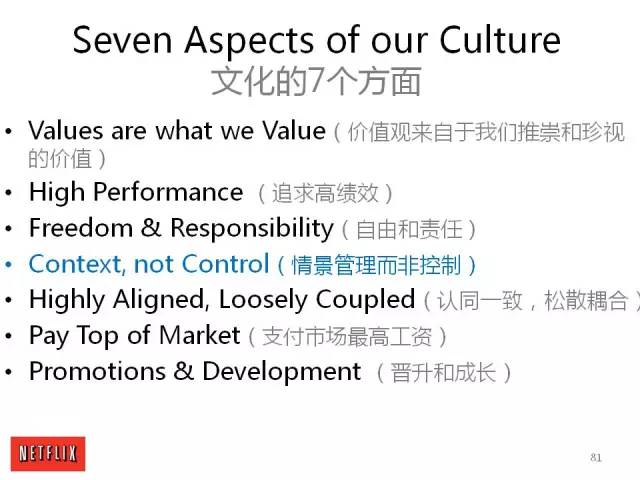 Seven Aspects of our Culture
文化的7个方面
• Values are what we Value（价值观来自于我们推崇和珍视
的价值）
• High Performance （追求高绩效）
• Freedom & Responsibility（自由和责任）
• Context, not Control（情景管理而非控制）
• Highly Aligned, Loosely Coupled（认同一致，松散耦合）
• Pay Top of Market（支付市场最高工资）
• Promotions & Development （晋升和成长）
NETFLIX
81